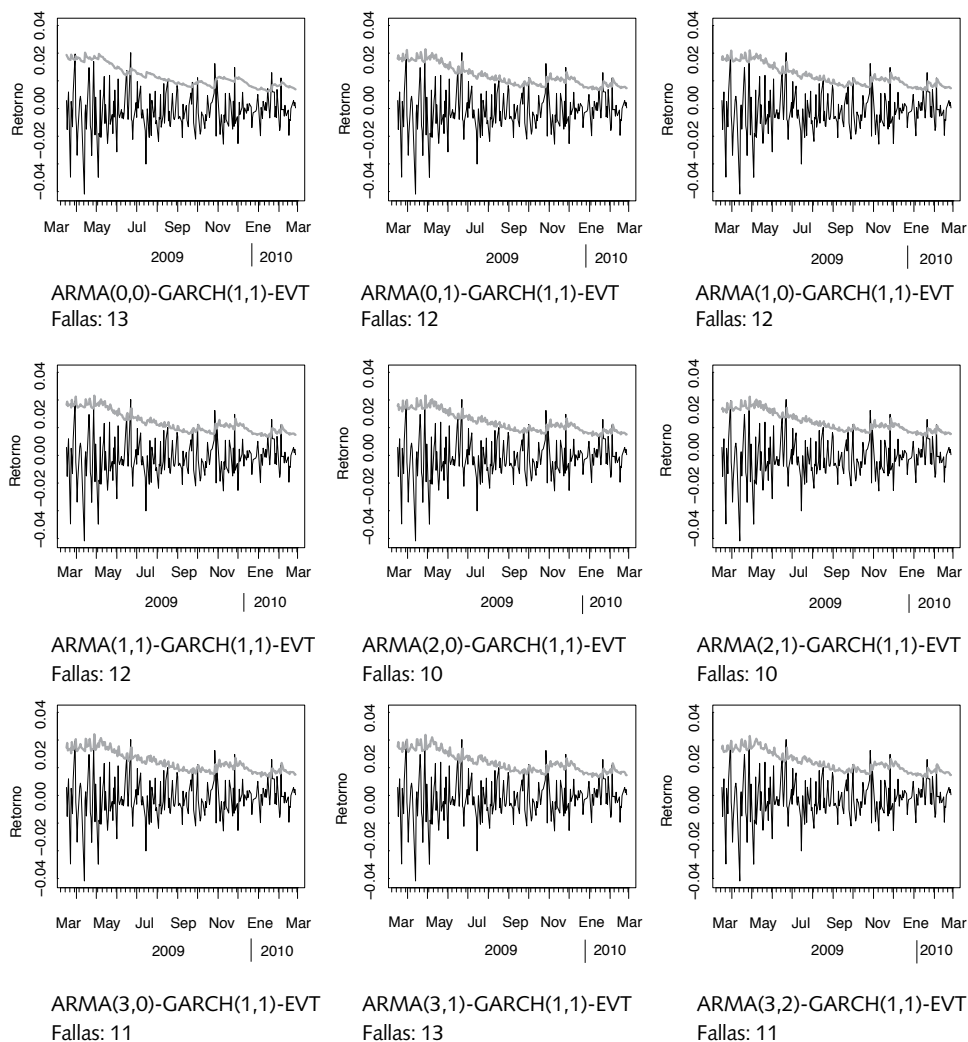 Retorno
−0.04 −0.02 0.00 0.02 0.04
Mar May Jul Sep Nov Ene Mar
2009 | 2010
ARMA(0,0)-GARCH(1,1)-EVT
Fallas: 13
Retorno
−0.04 −0.02 0.00 0.02 0.04
Mar May Jul Sep Nov Ene Mar
2009 | 2010
ARMA(0,1)-GARCH(1,1)-EVT
Fallas: 12
Retorno
−0.04 −0.02 0.00 0.02 0.04
Mar May Jul Sep Nov Ene Mar
2009 | 2010
ARMA(1,0)-GARCH(1,1)-EVT
Fallas: 12
Retorno
−0.04 −0.02 0.00 0.02 0.04
Mar May Jul Sep Nov Ene Mar
2009 | 2010
ARMA(1,1)-GARCH(1,1)-EVT
Fallas: 12
Retorno
−0.04 −0.02 0.00 0.02 0.04
Mar May Jul Sep Nov Ene Mar
2009 | 2010
ARMA(2,0)-GARCH(1,1)-EVT
Fallas: 10
Retorno
−0.04 −0.02 0.00 0.02 0.04
Mar May Jul Sep Nov Ene Mar
2009 | 2010
ARMA(2,1)-GARCH(1,1)-EVT
Fallas: 10
Retorno
−0.04 −0.02 0.00 0.02 0.04
Mar May Jul Sep Nov Ene Mar
2009 | 2010
ARMA(3,0)-GARCH(1,1)-EVT
Fallas: 11
Retorno
−0.04 −0.02 0.00 0.02 0.04
Mar May Jul Sep Nov Ene Mar
2009 | 2010
ARMA(3,1)-GARCH(1,1)-EVT
Fallas: 13
Retorno
−0.04 −0.02 0.00 0.02 0.04
Mar May Jul Sep Nov Ene Mar
2009 | 2010
ARMA(3,2)-GARCH(1,1)-EVT
Fallas: 11